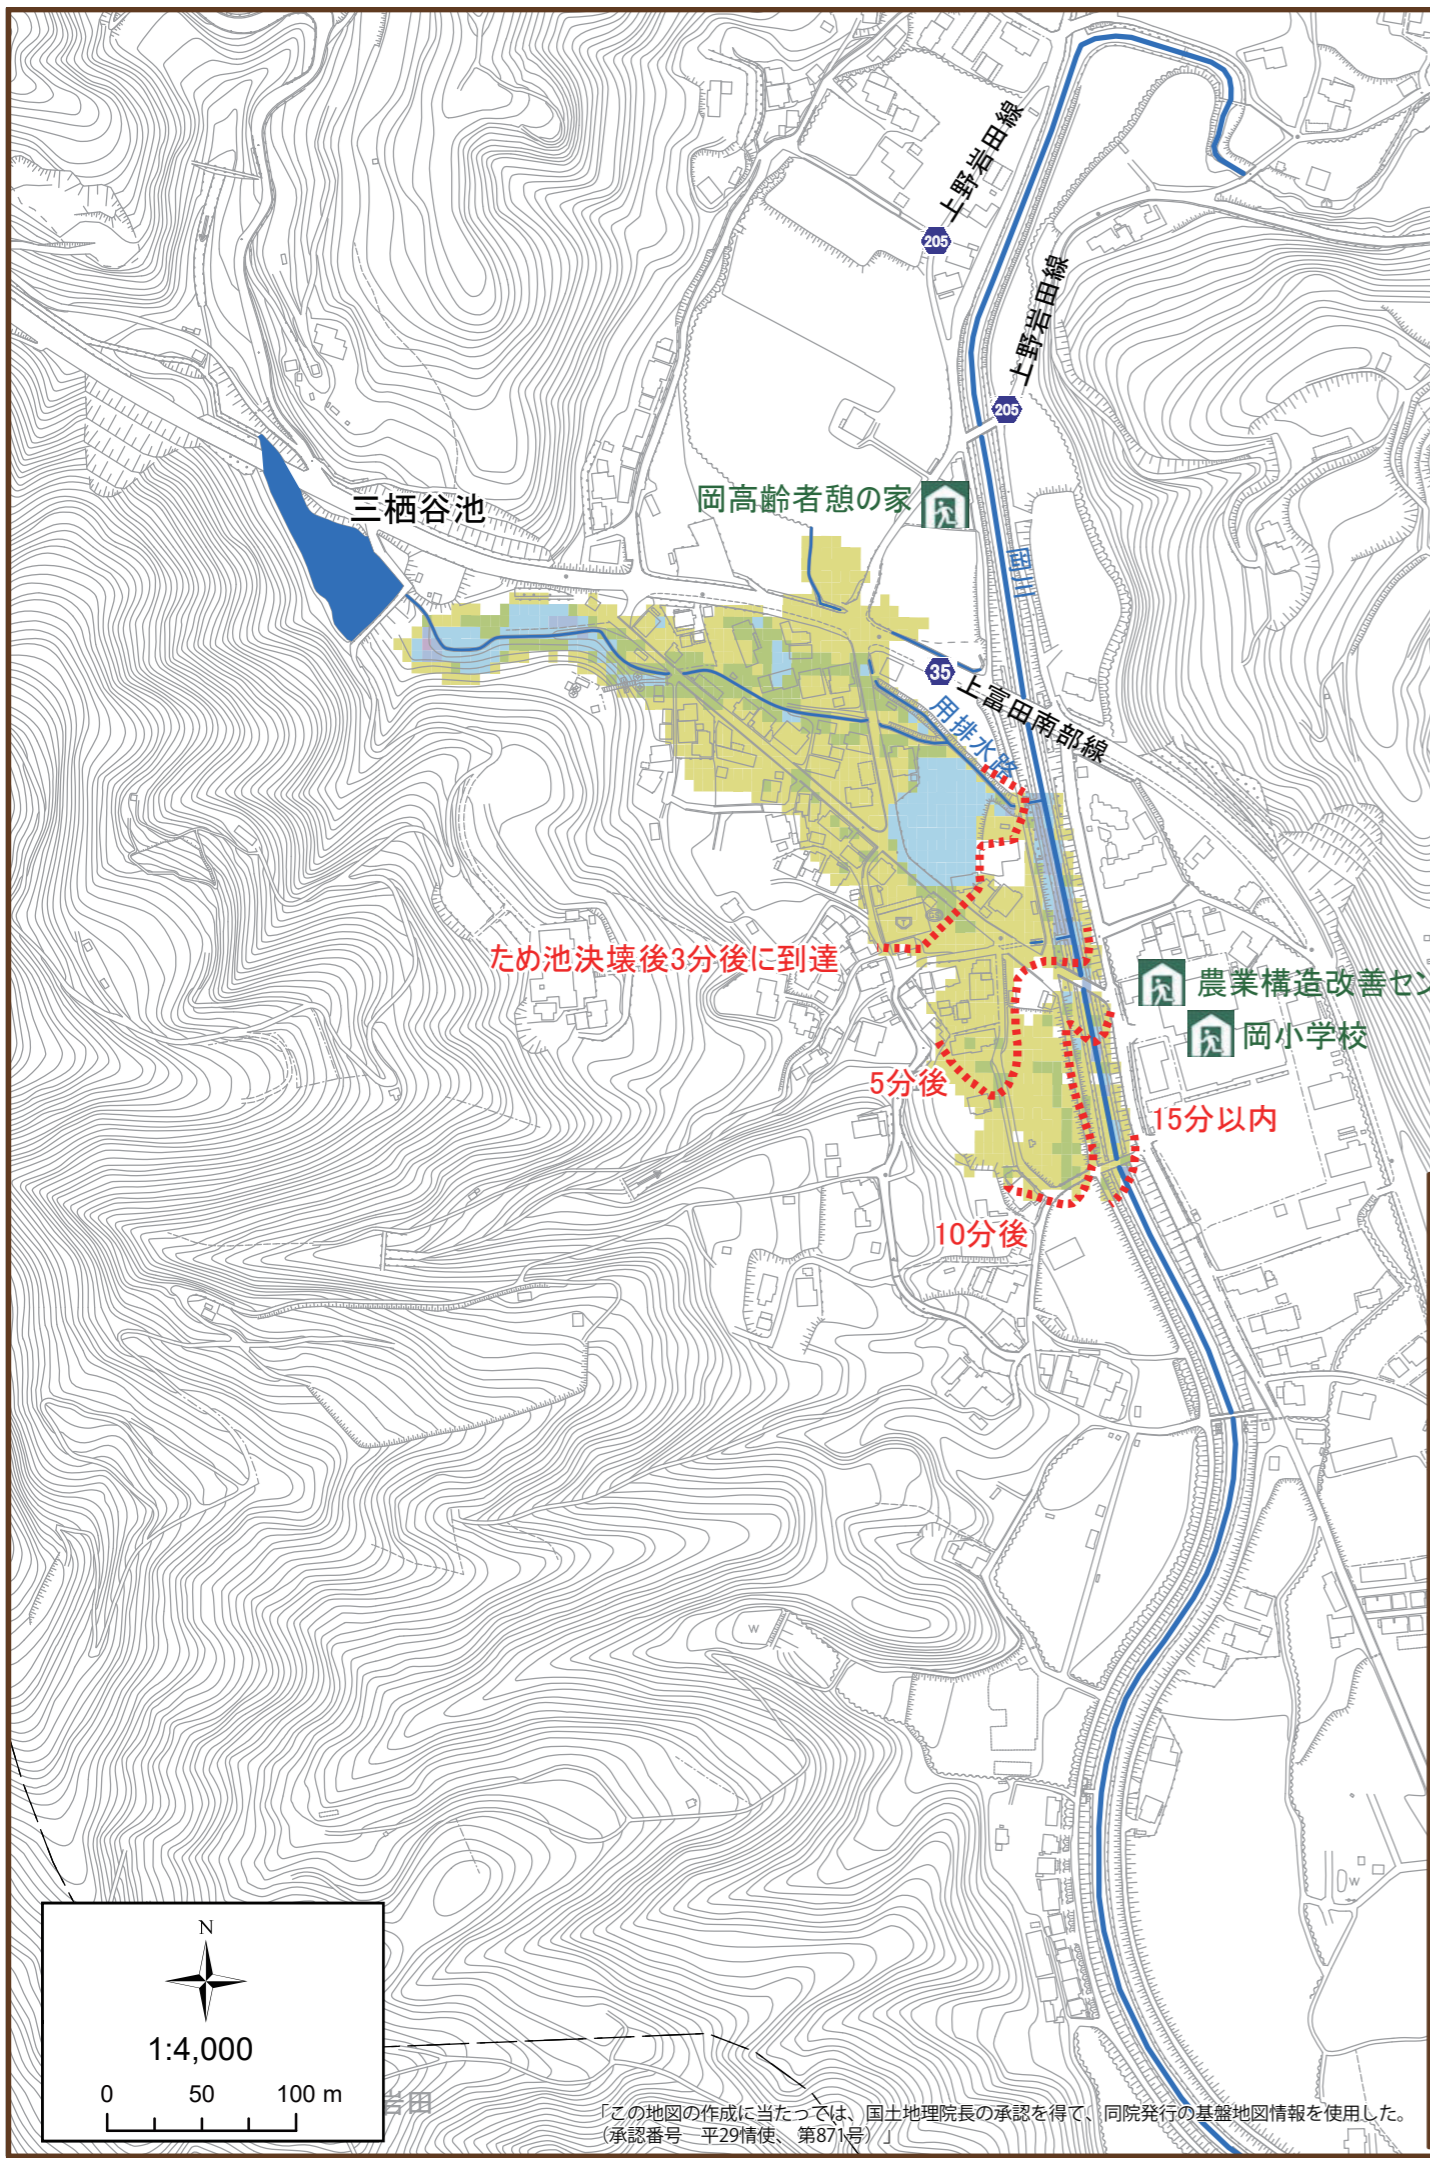 上野岩田線
205
上野岩田線
205
三栖谷池
岡高齢者憩の家
岡川
35
上富田南部線
用排水路
ため池決壊後3分後に到達
農業構造改善セン
岡小学校
5分後
15分以内
10分後
W
W
N
1:4,000
0 50 100 m
岩田
「この地図の作成に当たっては、国土地理院長の承認を得て、同院発行の基盤地図情報を使用した。
（承認番号　平29情使、 第871号）」